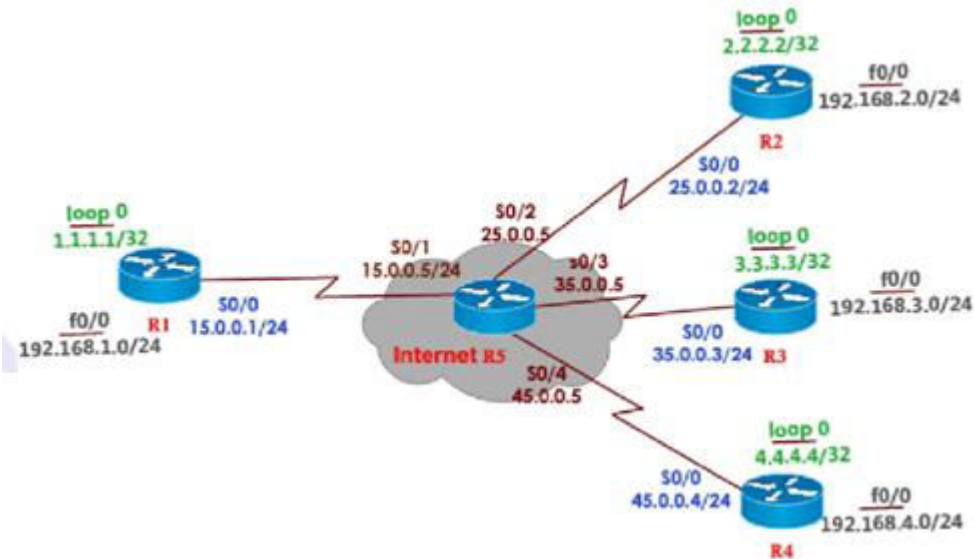 loop 0
2.2.2.2/32
f0/0
192.168.2.0/24
R2
S0/0
25.0.0.2/24
loop 0
1.1.1.1/32
S0/2
25.0.0.5
S0/1
15.0.0.5/24
s0/3
35.0.0.5
loop 0
3.3.3.3/32
f0/0
192.168.3.0/24
f0/0
192.168.1.0/24
R1
S0/0
15.0.0.1/24
Internet R5
S0/0
35.0.0.3/24
R3
S0/4
45.0.0.5
loop 0
4.4.4.4/32
S0/0
45.0.0.4/24
f0/0
192.168.4.0/24
R4